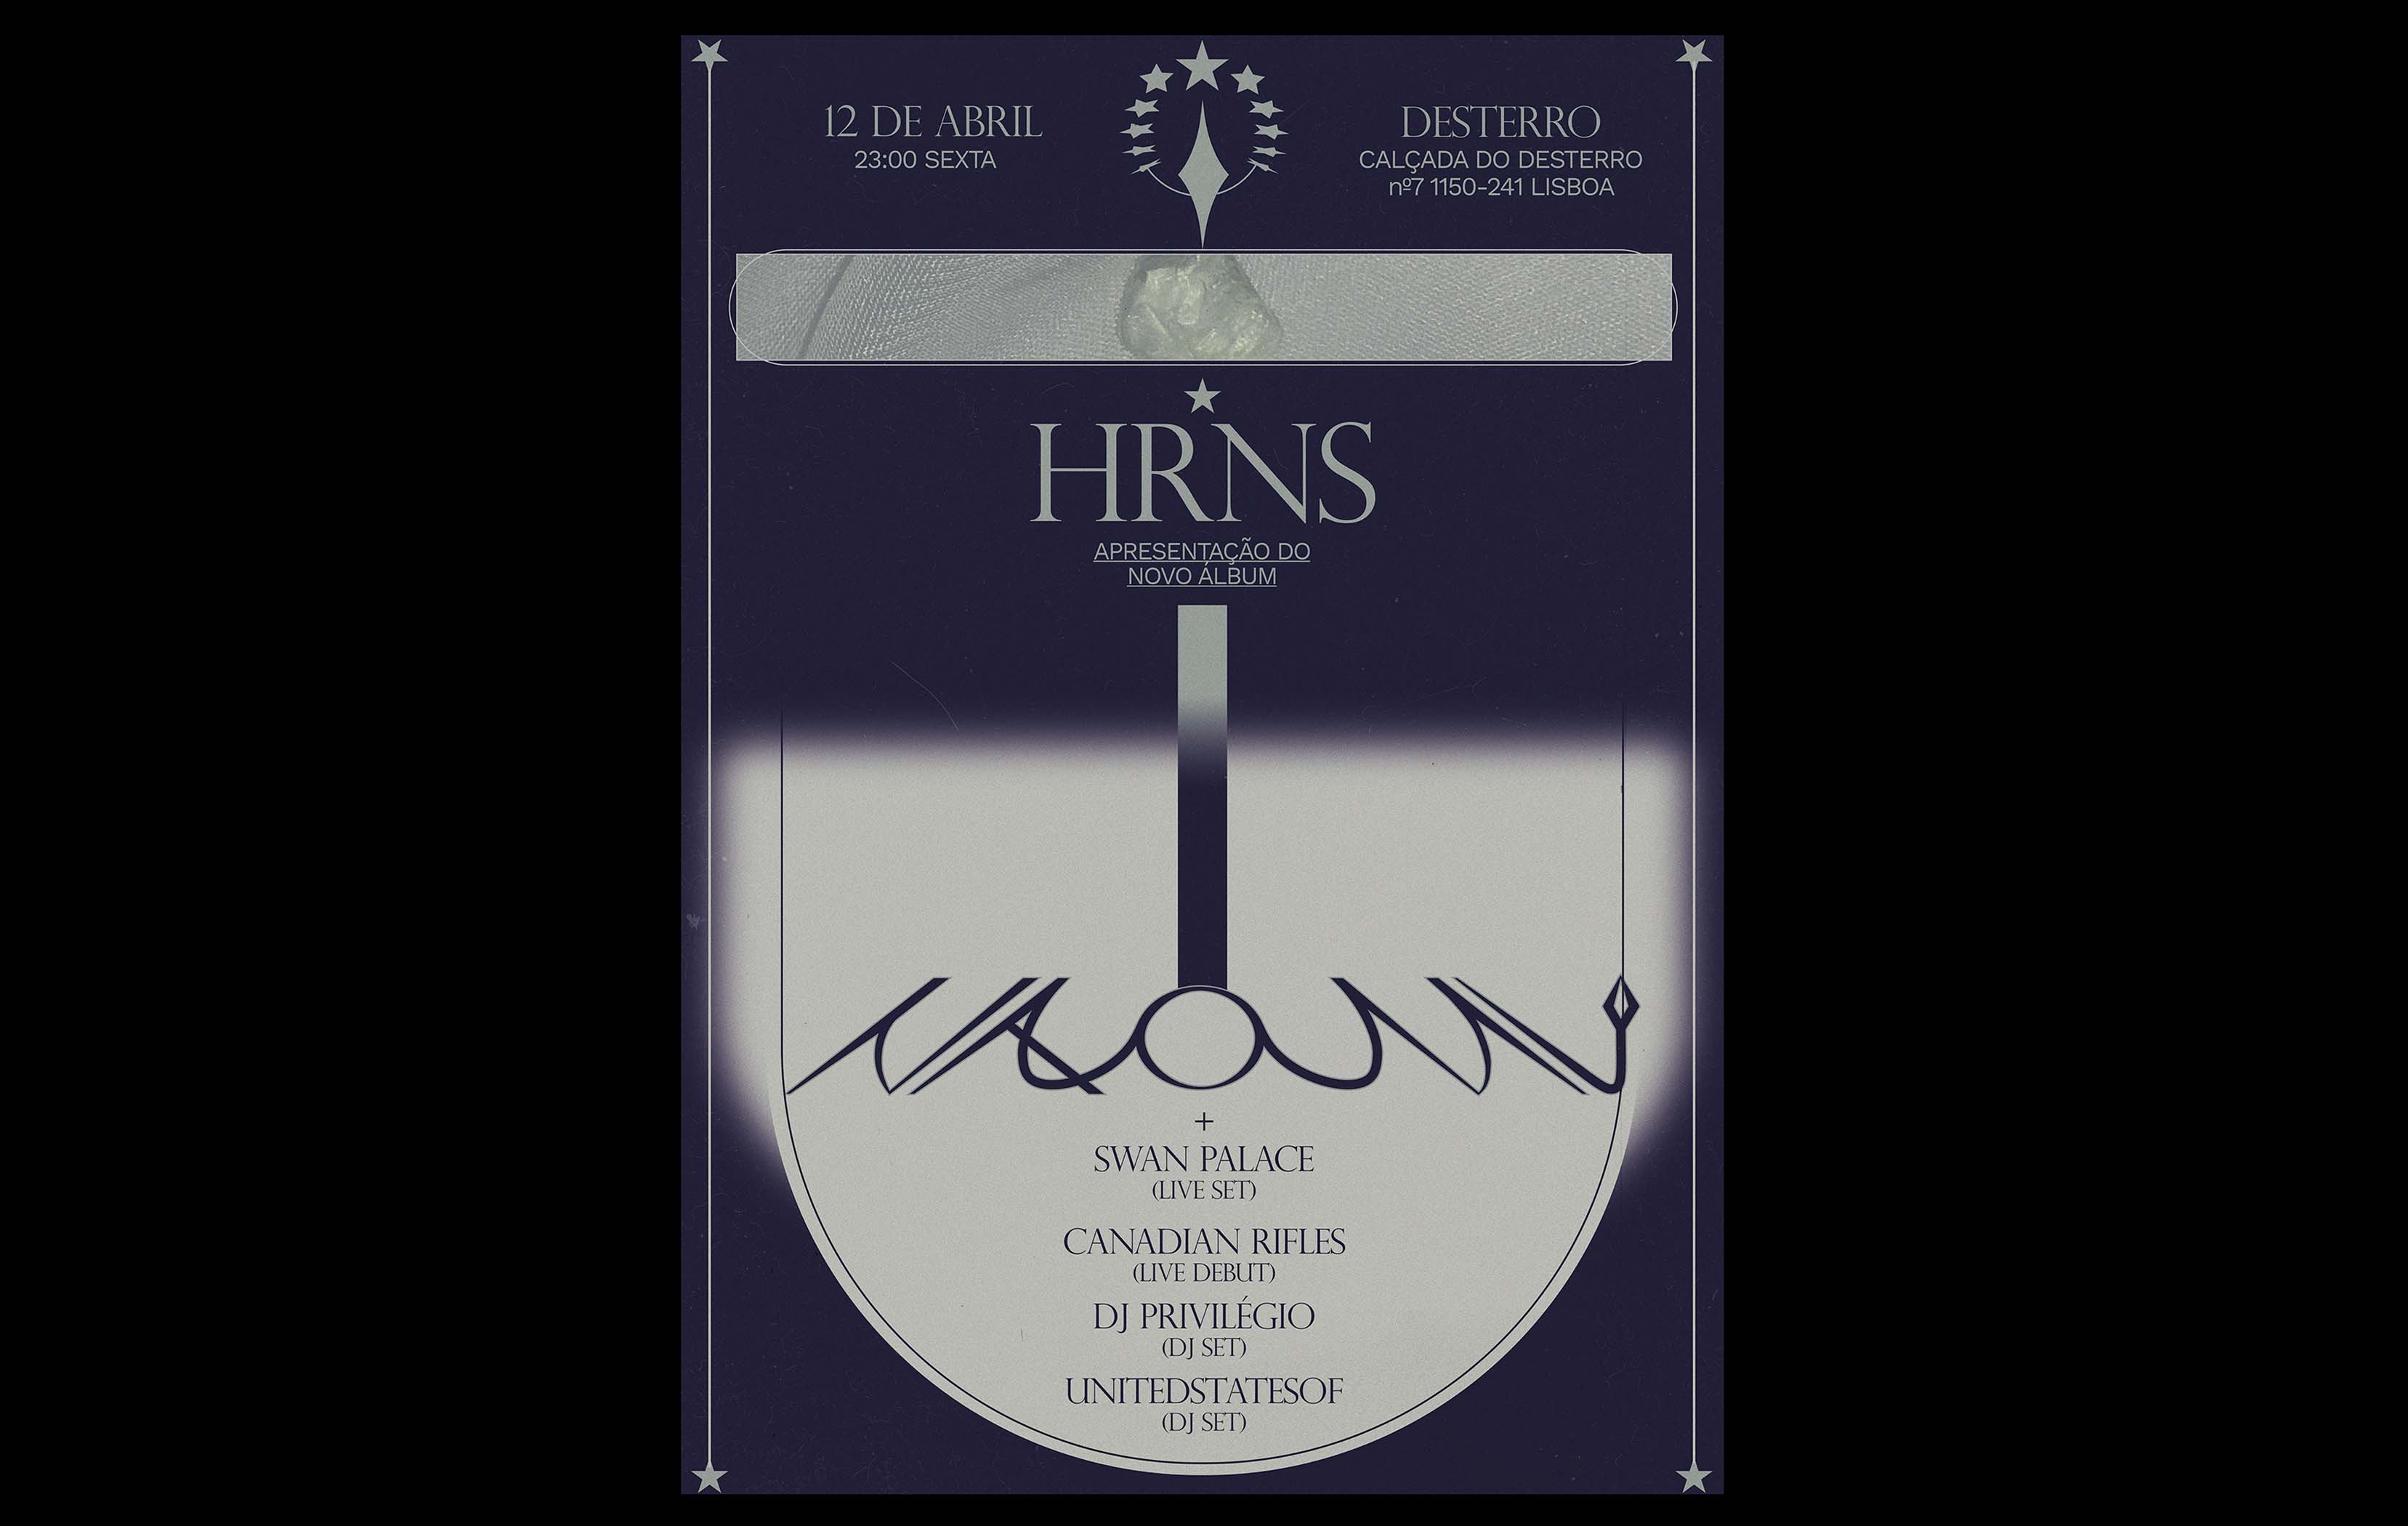 12 DE ABRIL
23:00 SEXTA
DESTERRO
CALÇADA DO DESTERRO
nº7 1150-241 LISBOA
HRNS
APRESENTAÇÃO DO
NOVO ÁLBUM
+
SWAN PALACE
(LIVE SET)
CANADIAN RIFLES
(LIVE DEBUT)
DJ PRIVILÉGIO
(DJ SET)
UNITEDSTATESOF
(DJ SET)